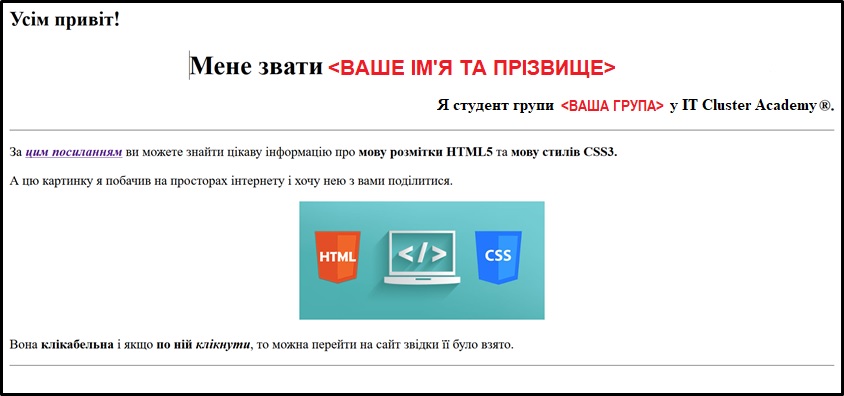 Усім привіт!
Мене звати <ВАШЕ ІМ'Я ТА ПРІЗВИЩЕ>
Я студент групи <ВАША ГРУПА> у IT Cluster Academy®.
За цим посиланням ви можете знайти цікаву інформацію про мову розмітки HTML5 та мову стилів CSS3.
А цю картинку я побачив на просторах інтернету і хочу нею з вами поділитися.
HTML </> CSS
Вона клікабельна і якщо по ній клікнути, то можна перейти на сайт звідки її було взято.